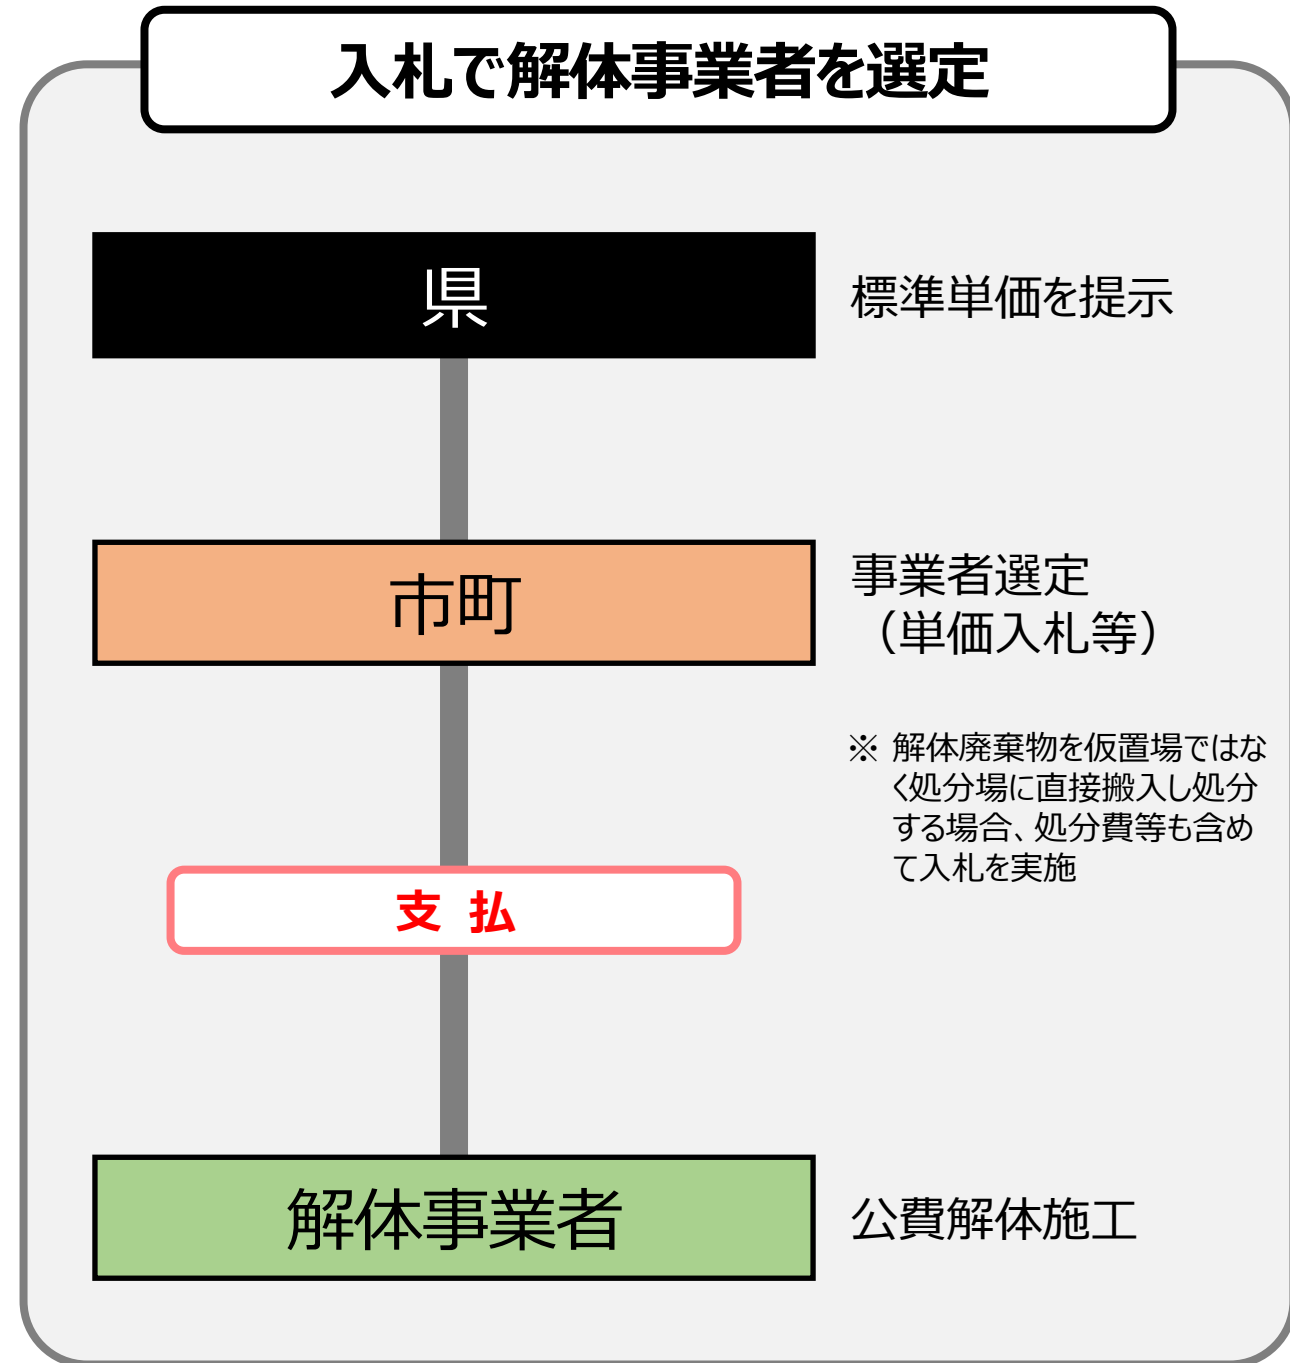 入札で解体事業者を選定
県
標準単価を提示
市町
事業者選定
（単価入札等）
※ 解体廃棄物を仮置場ではな
く処分場に直接搬入し処分
する場合、処分費等も含め
て入札を実施
支 払
解体事業者
公費解体施工